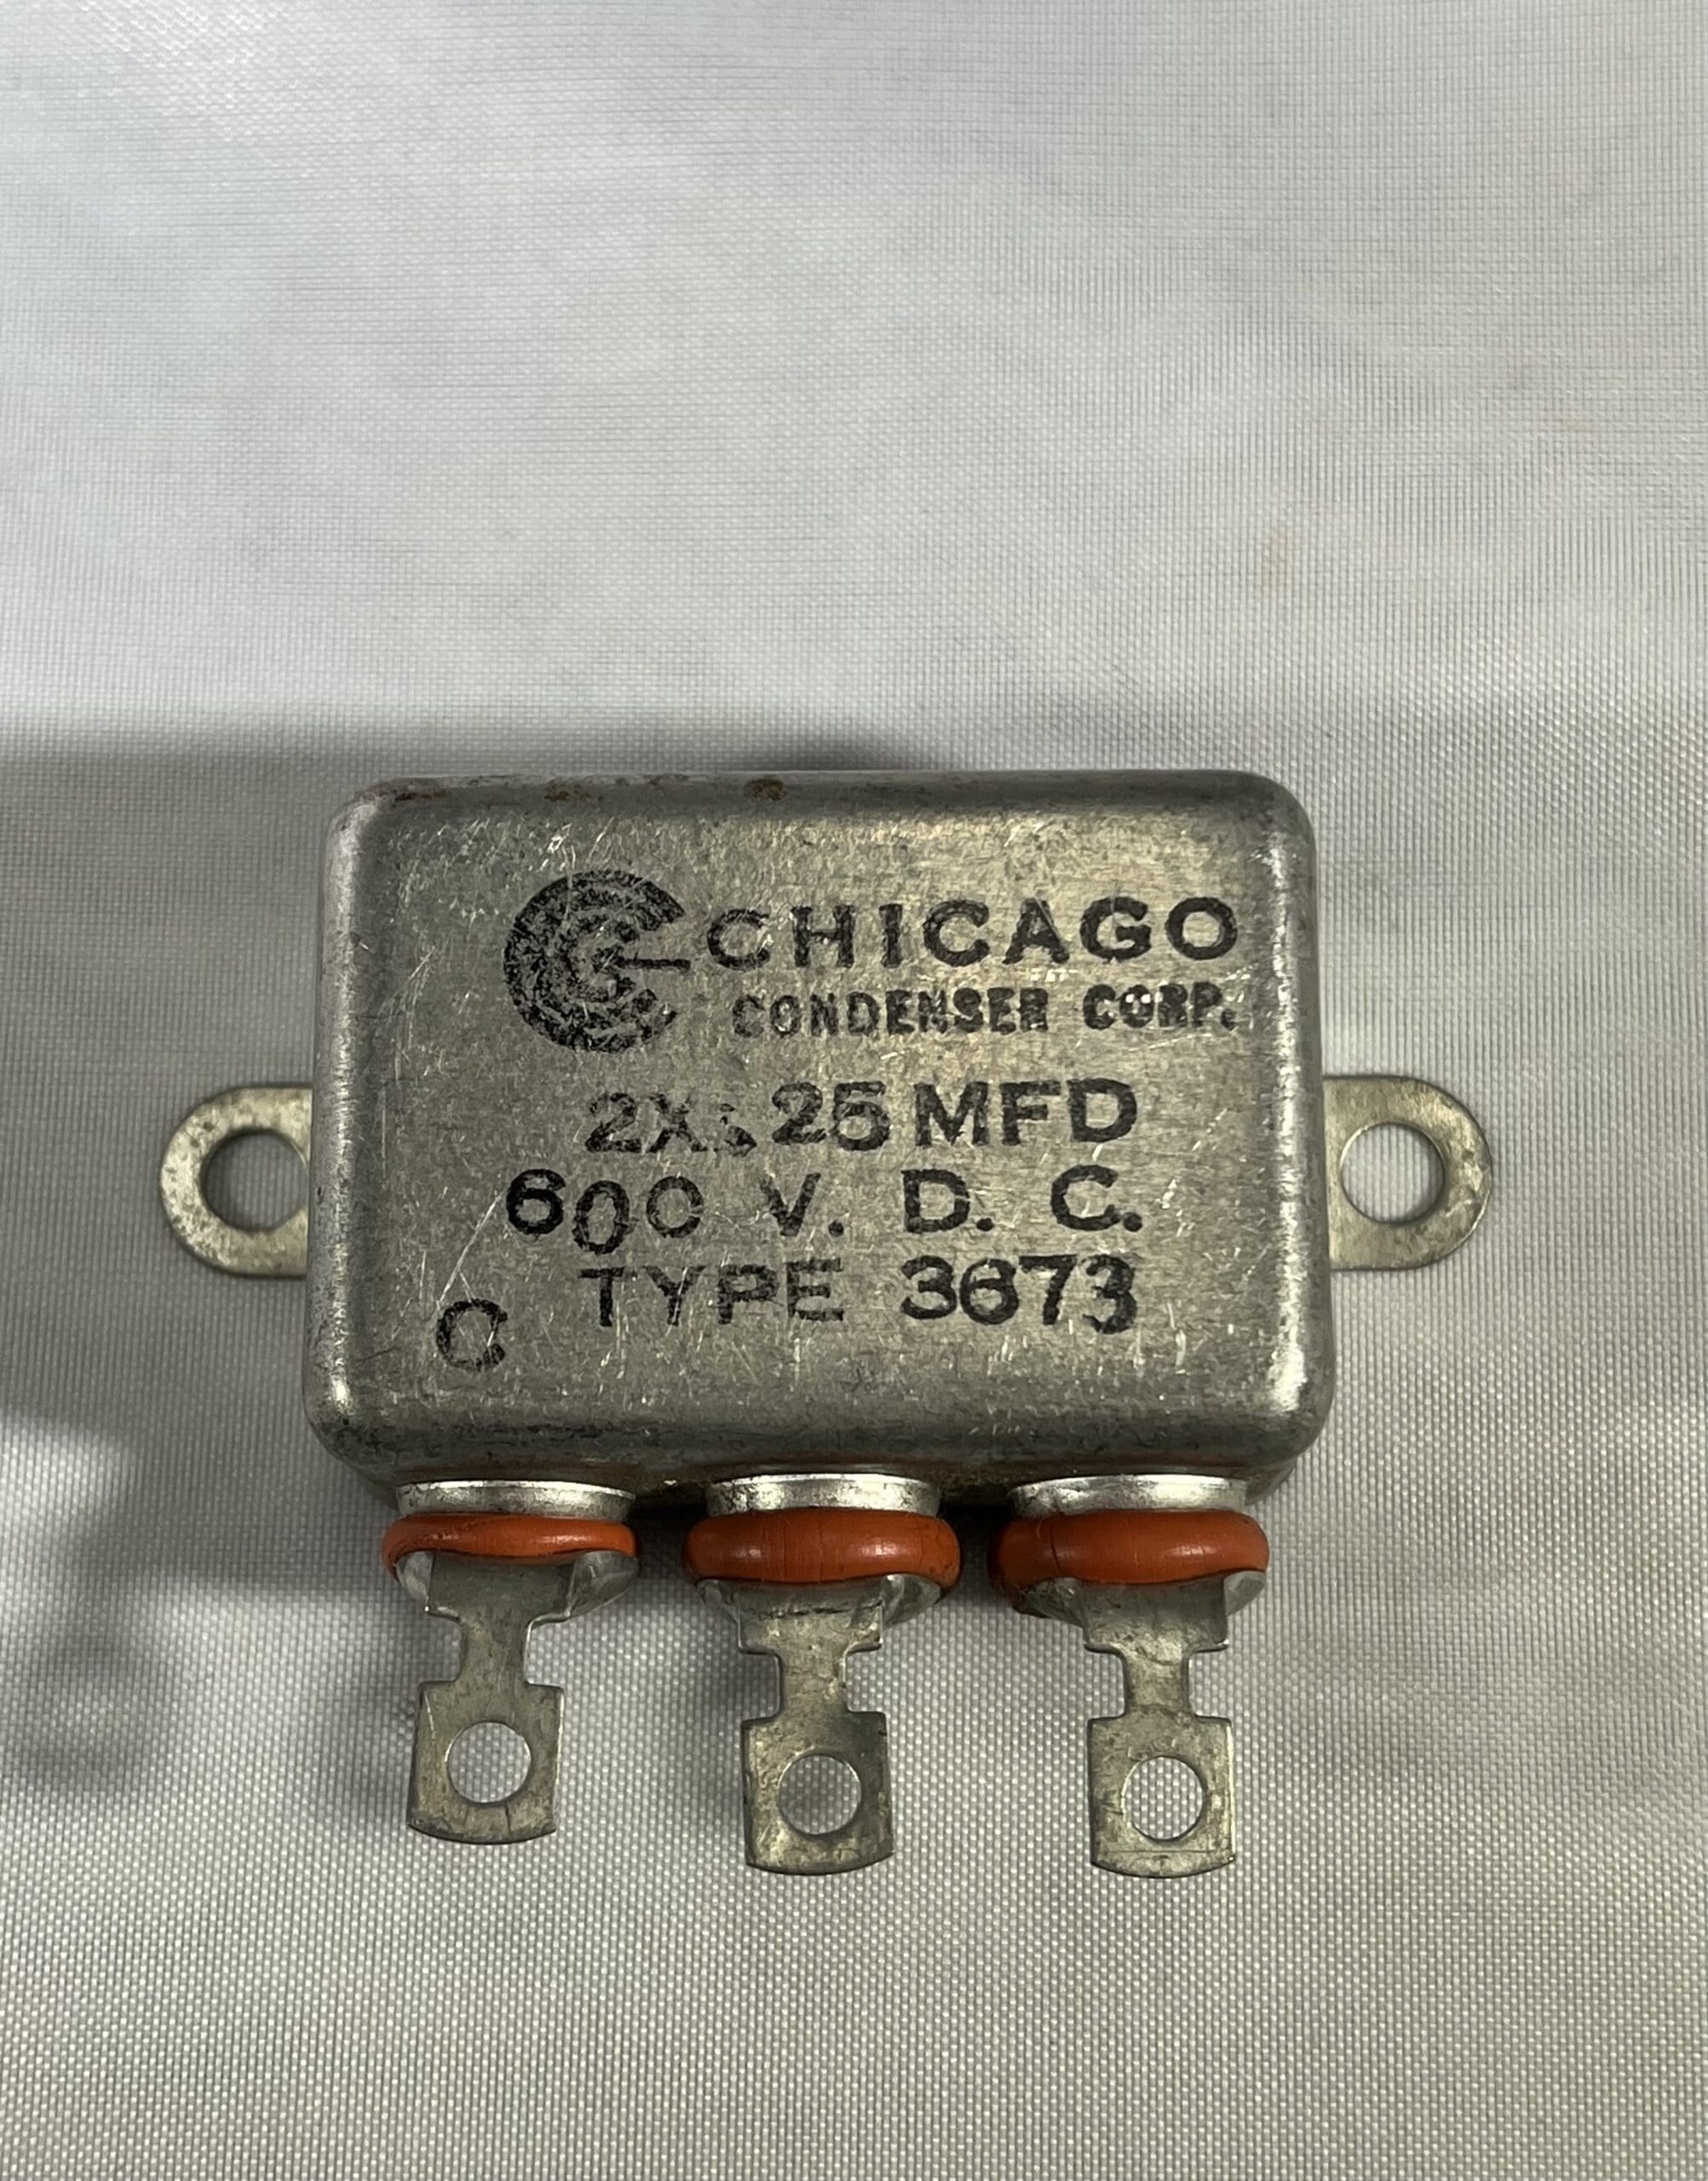 CHICAGO
CONDENSER CORP.
2X.25 MFD
600 V. D. C.
TYPE 3673
C